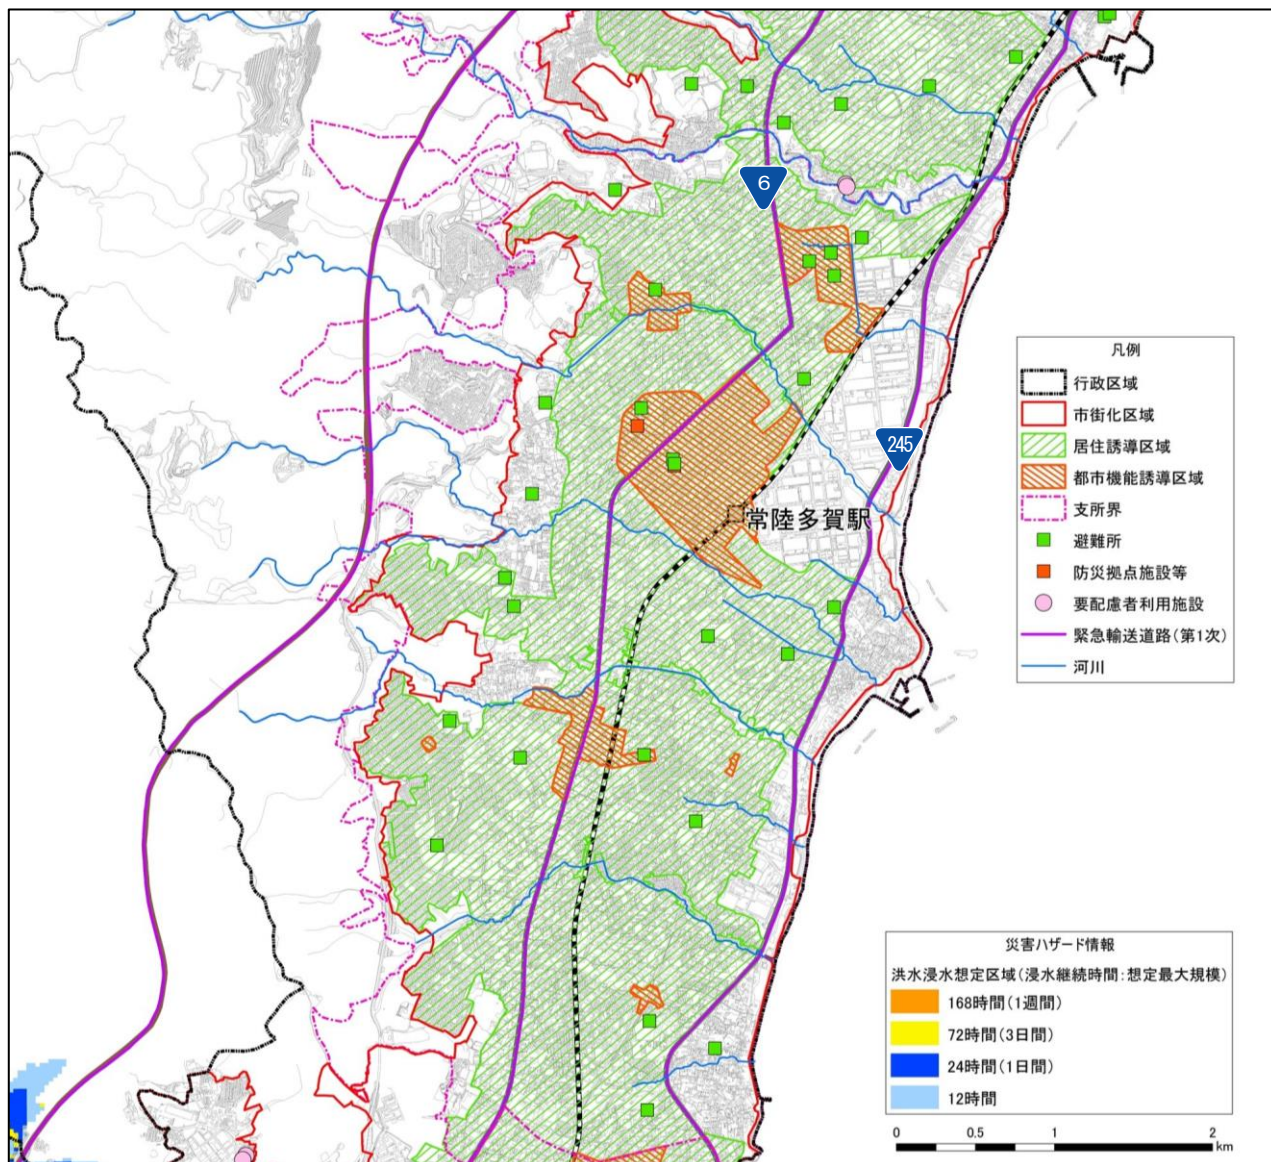 6
245
常陸多賀駅
凡例
行政区域
市街化区域
居住誘導区域
都市機能誘導区域
支所界
避難所
防災拠点施設等
要配慮者利用施設
緊急輸送道路(第1次)
河川
災害ハザード情報
洪水浸水想定区域(浸水継続時間:想定最大規模)
168時間(1週間)
72時間(3日間)
24時間(1日間)
12時間
0 0.5 1 2
km